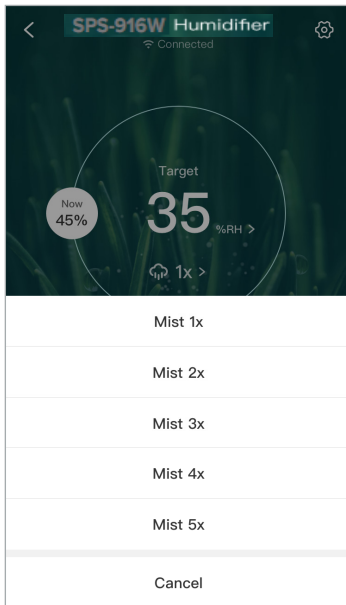 SPS-916W Humidifier
Connected
Target
Now
45%
35 %RH >
1x >
Mist 1x
Mist 2x
Mist 3x
Mist 4x
Mist 5x
Cancel